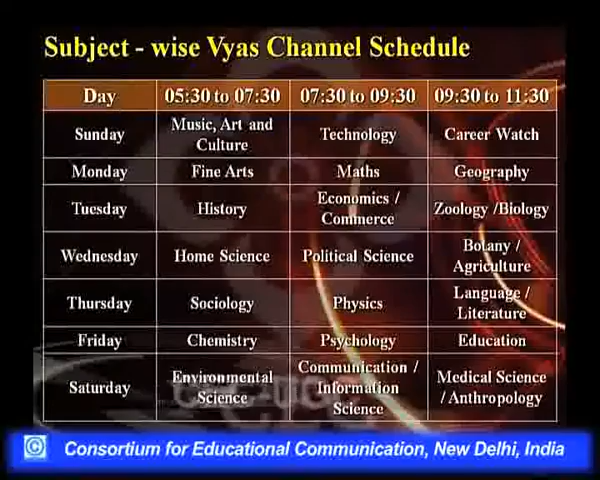 Subject - wise Vyas Channel Schedule
Day 05:30 to 07:30 07:30 to 09:30 09:30 to 11:30
Sunday Music, Art and Culture Technology Career Watch
Monday Fine Arts Maths Geography
Tuesday History Economics / Commerce Zoology /Biology
Wednesday Home Science Political Science Botany / Agriculture
Thursday Sociology Physics Language / Literature
Friday Chemistry Psychology Education
Saturday Environmental Science Communication / Information Science Medical Science / Anthropology
© Consortium for Educational Communication, New Delhi, India